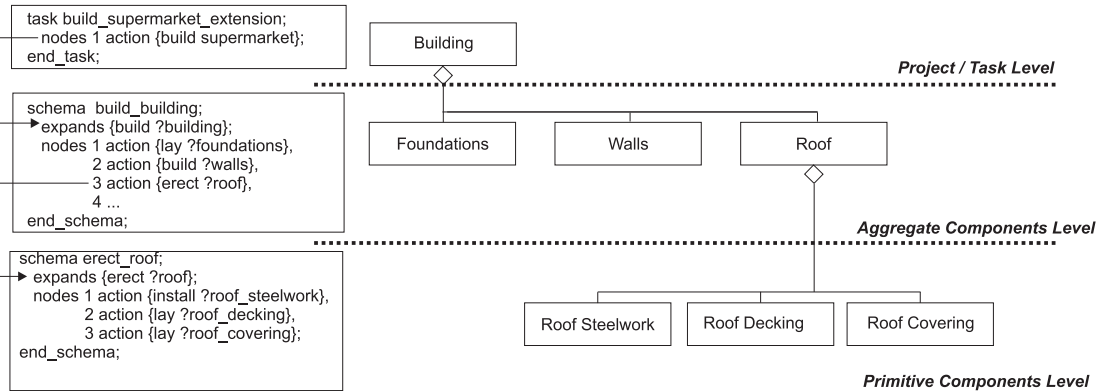 task build_supermarket_extension;
nodes 1 action {build supermarket};
end_task;
Building
Project / Task Level
schema build_building;
expands {build ?building};
nodes 1 action {lay ?foundations},
2 action {build ?walls},
3 action {erect ?roof},
4 ...
end_schema;
Foundations
Walls
Roof
Aggregate Components Level
schema erect_roof;
expands {erect ?roof};
nodes 1 action {install ?roof_steelwork},
2 action {lay ?roof_decking},
3 action {lay ?roof_covering};
end_schema;
Roof Steelwork
Roof Decking
Roof Covering
Primitive Components Level